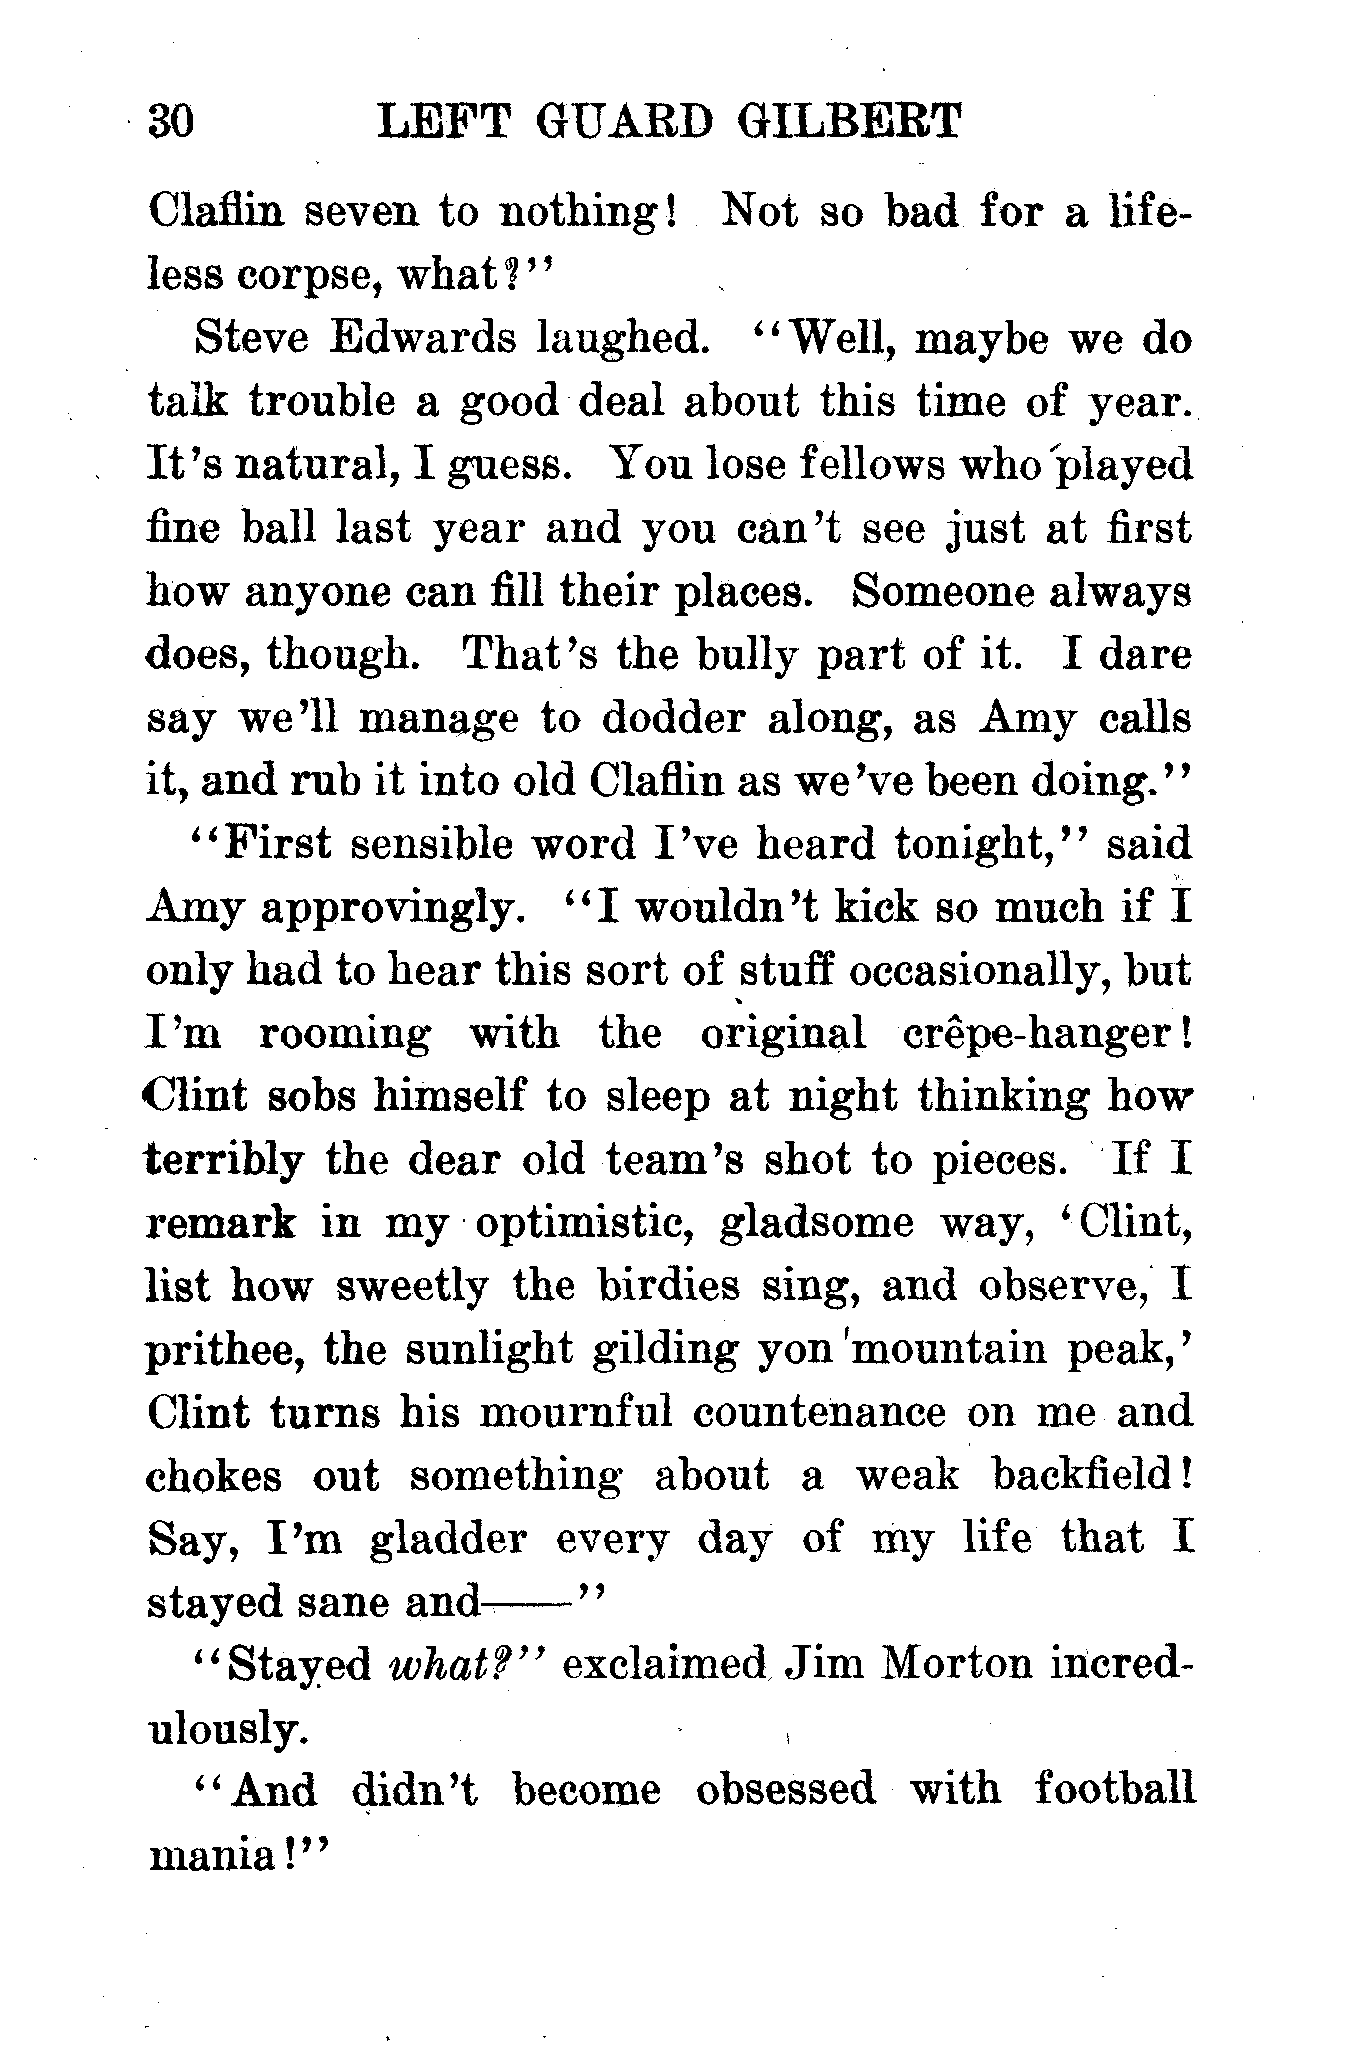 30 LEFT GUARD GILBERT
Claflin seven to nothing! Not so bad for a life-
less corpse, what?"
Steve Edwards laughed. "Well, maybe we do
talk trouble a good deal about this time of year.
It's natural, I guess. You lose fellows who played
fine ball last year and you can't see just at first
how anyone can fill their places. Someone always
does, though. That's the bully part of it. I dare
say we'll manage to dodder along, as Amy calls
it, and rub it into old Claflin as we've been doing."
"First sensible word I've heard tonight," said
Amy approvingly. "I wouldn't kick so much if I
only had to hear this sort of stuff occasionally, but
I'm rooming with the original crêpe-hanger!
Clint sobs himself to sleep at night thinking how
terribly the dear old team's shot to pieces. If I
remark in my optimistic, gladsome way, 'Clint,
list how sweetly the birdies sing, and observe, I
prithee, the sunlight gilding yon mountain peak,'
Clint turns his mournful countenance on me and
chokes out something about a weak backfield!
Say, I'm gladder every day of my life that I
stayed sane and——"
"Stayed what?" exclaimed Jim Morton incred-
ulously.
"And didn't become obsessed with football
mania!"